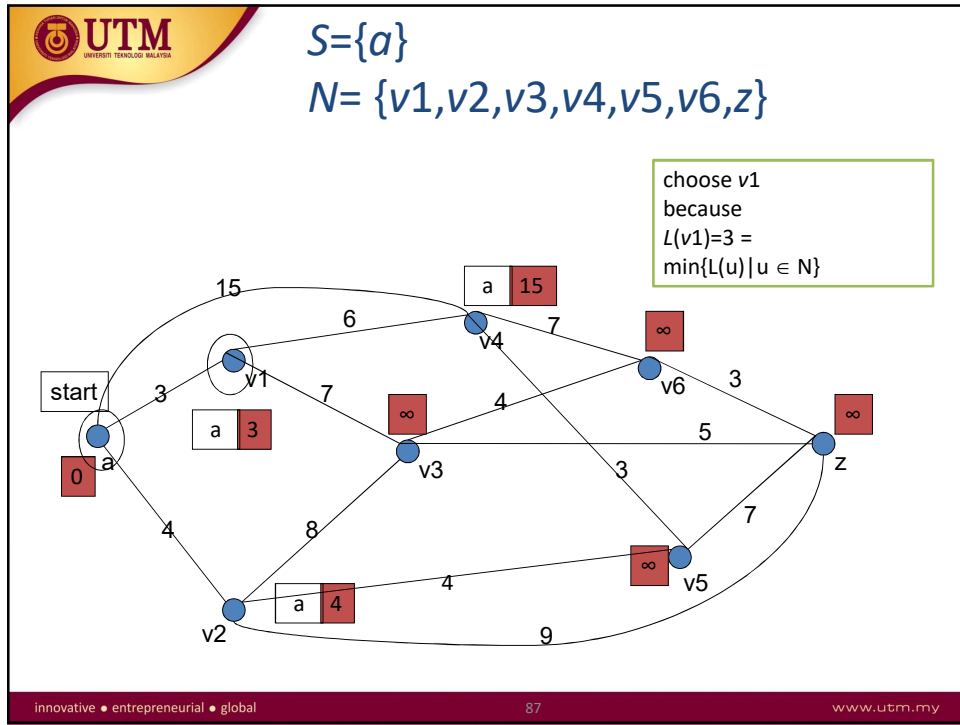 UTM
UNIVERSITI TEKNOLOGI MALAYSIA
S={a}
N= {v1,v2,v3,v4,v5,v6,z}
choose v1
because
L(v1)=3 =
min{L(u)|u ∈ N}
15
a 15
6
7
v4
∞
v1
v6
3
start
3
7
4
∞
∞
a 3
5
v3
z
a
0
3
7
4
8
∞
v5
4
a 4
v2
9
innovative • entrepreneurial • global
87
www.utm.my